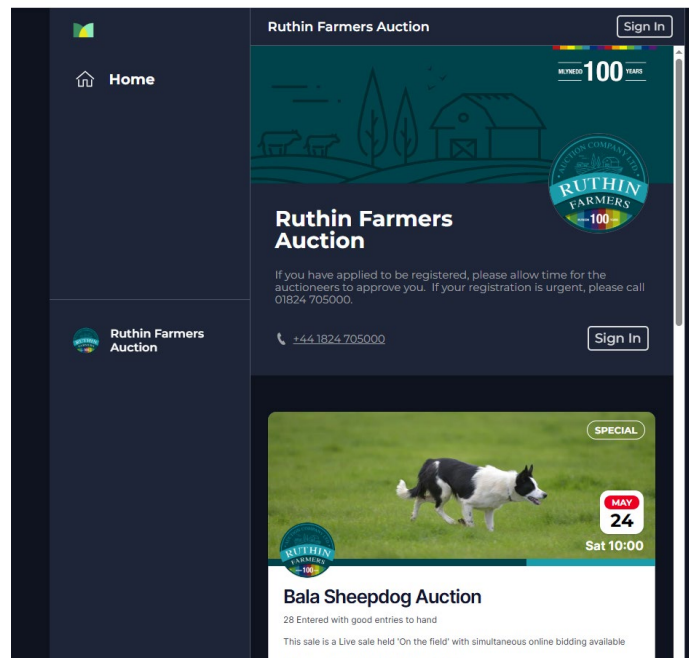 Ruthin Farmers Auction
Sign In
Home
MLYNEDD 100 YEARS
AUCTION COMPANY LTD.
RUTHIN
FARMERS
100
Ruthin Farmers
Auction
If you have applied to be registered, please allow time for the
auctioneers to approve you. If your registration is urgent, please call
01824 705000.
+44 1824 705000
Sign In
Ruthin Farmers
Auction
SPECIAL
MAY
24
Sat 10:00
RUTHIN
FARMERS
100
Bala Sheepdog Auction
28 Entered with good entries to hand
This sale is a Live sale held 'On the field' with simultaneous online bidding available